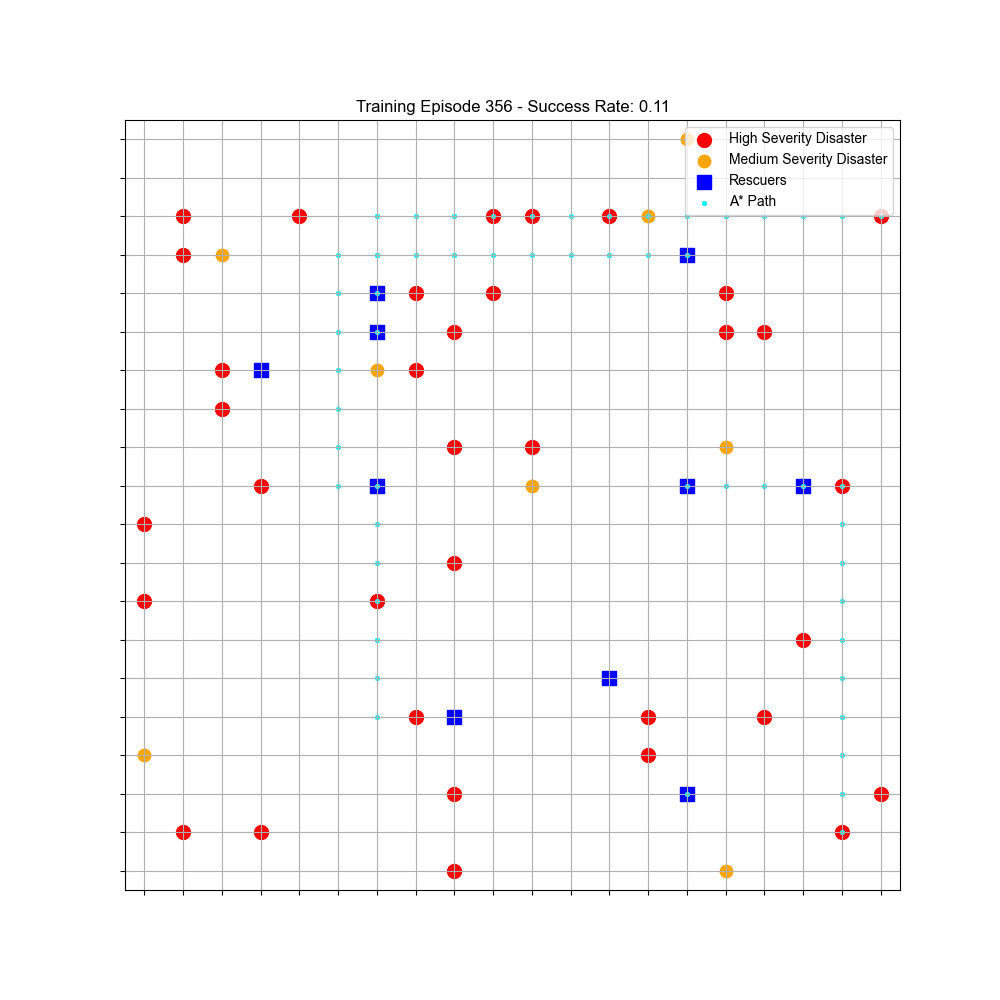 Training Episode 356 - Success Rate: 0.11
High Severity Disaster
Medium Severity Disaster
Rescuers
A* Path